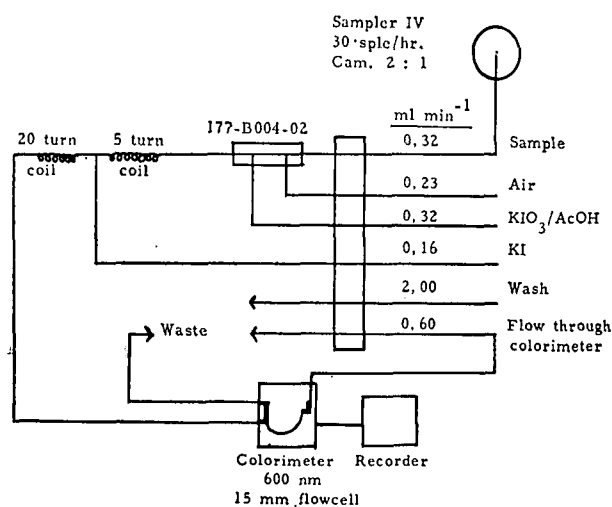 Sampler IV
30·splc/hr.
Cam. 2 : 1
ml min⁻¹
177-B004-02
20 turn
coil
5 turn
coil
0,32 Sample
0,23 Air
0,32 KIO₃/AcOH
0,16 KI
2,00 Wash
0,60 Flow through
colorimeter
Waste
Colorimeter
600 nm
15 mm flowcell
Recorder